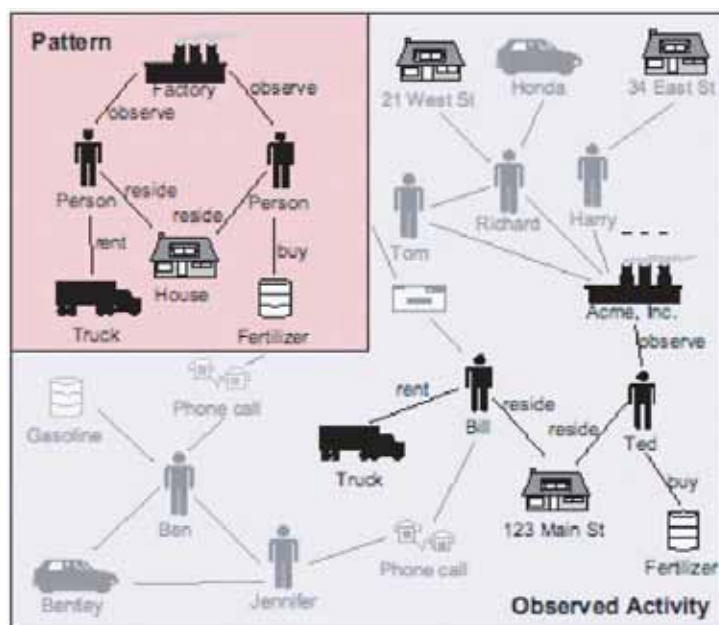 Pattern
Factory
observe
observe
Person
Person
reside
reside
rent
buy
House
Truck
Fertilizer
21 West St
Honda
34 East St
Tom
Richard
Harry
Acme, Inc.
observe
Phone call
Gasoline
rent
Bill
reside
reside
Ted
Truck
buy
Ben
123 Main St
Phone call
Fertilizer
Bentley
Jennifer
Observed Activity